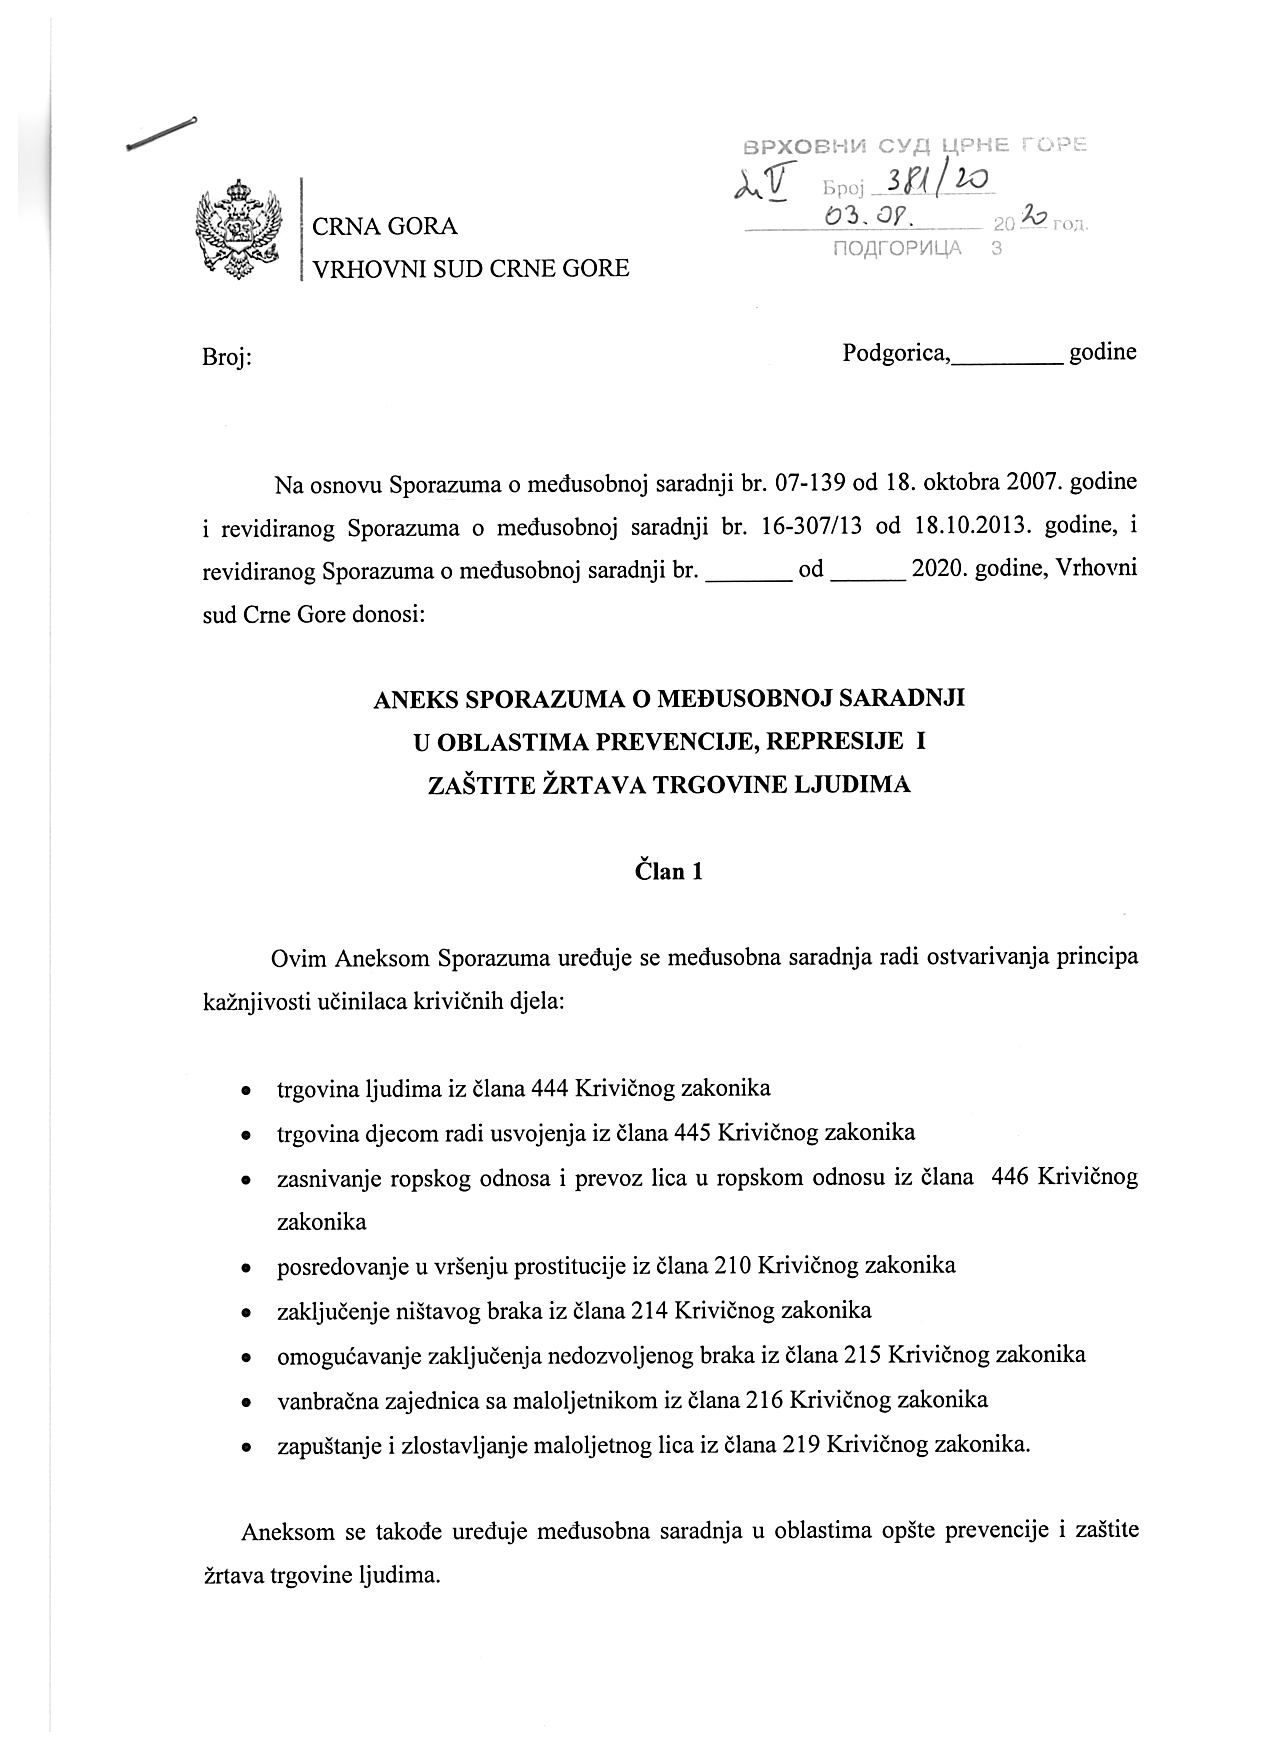 ВРХОВНИ СУД ЦРНЕ ГОРЕ
Број 381/20
03.09. 2020 год.
ПОДГОРИЦА 3
CRNA GORA
VRHOVNI SUD CRNE GORE
Broj:
Podgorica,_________ godine
Na osnovu Sporazuma o međusobnoj saradnji br. 07-139 od 18. oktobra 2007. godine
i revidiranog Sporazuma o međusobnoj saradnji br. 16-307/13 od 18.10.2013. godine, i
revidiranog Sporazuma o međusobnoj saradnji br. _______ od ______ 2020. godine, Vrhovni
sud Crne Gore donosi:
ANEKS SPORAZUMA O MEĐUSOBNOJ SARADNJI
U OBLASTIMA PREVENCIJE, REPRESIJE I
ZAŠTITE ŽRTAVA TRGOVINE LJUDIMA
Član 1
Ovim Aneksom Sporazuma uređuje se međusobna saradnja radi ostvarivanja principa
kažnjivosti učinilaca krivičnih djela:
• trgovina ljudima iz člana 444 Krivičnog zakonika
• trgovina djecom radi usvojenja iz člana 445 Krivičnog zakonika
• zasnivanje ropskog odnosa i prevoz lica u ropskom odnosu iz člana 446 Krivičnog
zakonika
• posredovanje u vršenju prostitucije iz člana 210 Krivičnog zakonika
• zaključenje ništavog braka iz člana 214 Krivičnog zakonika
• omogućavanje zaključenja nedozvoljenog braka iz člana 215 Krivičnog zakonika
• vanbračna zajednica sa maloljetnikom iz člana 216 Krivičnog zakonika
• zapuštanje i zlostavljanje maloljetnog lica iz člana 219 Krivičnog zakonika.
Aneksom se takođe uređuje međusobna saradnja u oblastima opšte prevencije i zaštite
žrtava trgovine ljudima.